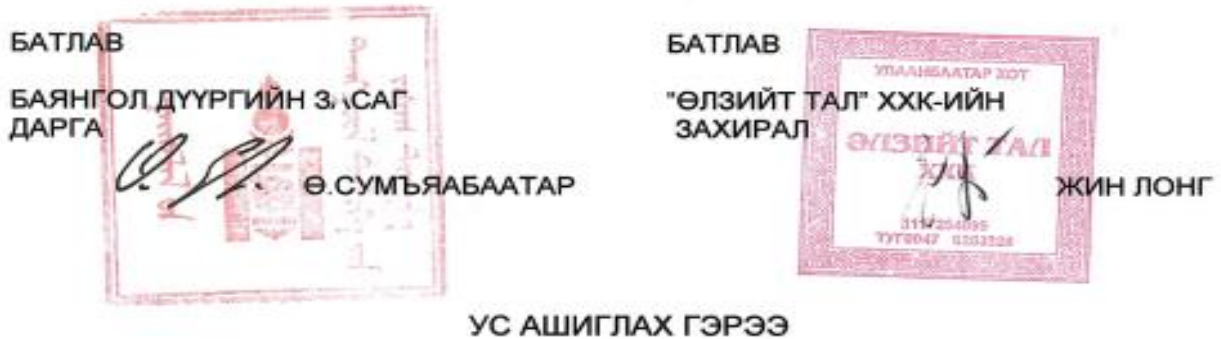 БАТЛАВ
БАЯНГОЛ ДҮҮРГИЙН ЗАСАГ
ДАРГА
Ө.СУМЪЯАБААТАР
БАТЛАВ
"ӨЛЗИЙТ ТАЛ" ХХК-ИЙН
ЗАХИРАЛ
ЖИН ЛОНГ
УЛААНБААТАР ХОТ
ӨЛЗИЙТ ТАЛ
ХХК
УС АШИГЛАХ ГЭРЭЭ